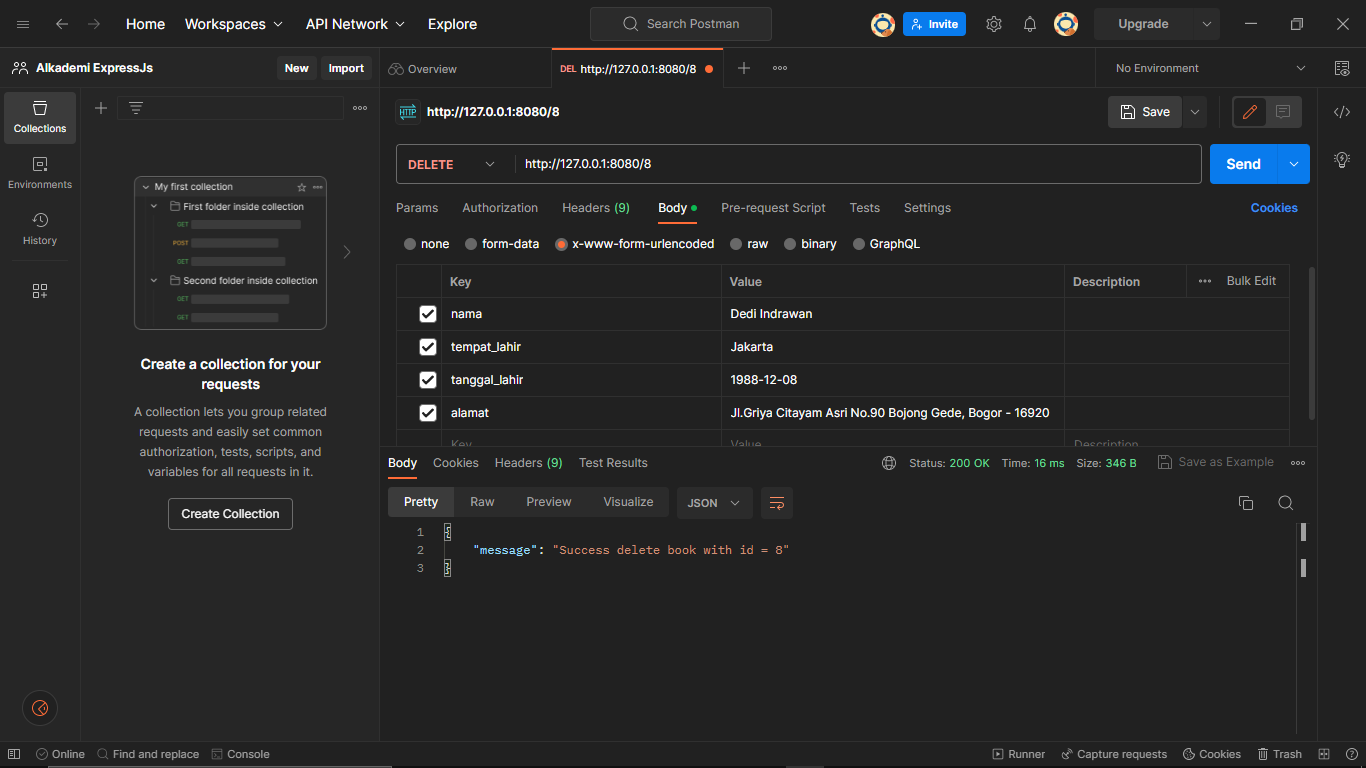 Home Workspaces API Network Explore Search Postman Invite Upgrade
Alkademi ExpressJs New Import Overview DEL http://127.0.0.1:8080/8 No Environment
Collections
Environments
History
My first collection
First folder inside collection
GET
POST
GET
Second folder inside collection
GET
GET
Create a collection for your
requests
A collection lets you group related
requests and easily set common
authorization, tests, scripts, and
variables for all requests in it.
Create Collection
HTTP http://127.0.0.1:8080/8 Save
DELETE http://127.0.0.1:8080/8 Send
Params Authorization Headers (9) Body Pre-request Script Tests Settings Cookies
none form-data x-www-form-urlencoded raw binary GraphQL
Key Value Description Bulk Edit
nama Dedi Indrawan
tempat_lahir Jakarta
tanggal_lahir 1988-12-08
alamat Jl.Griya Citayam Asri No.90 Bojong Gede, Bogor - 16920
Key Value Description
Body Cookies Headers (9) Test Results Status: 200 OK Time: 16 ms Size: 346 B Save as Example
Pretty Raw Preview Visualize JSON
1 {
2 "message": "Success delete book with id = 8"
3 }
Online Find and replace Console Runner Capture requests Cookies Trash